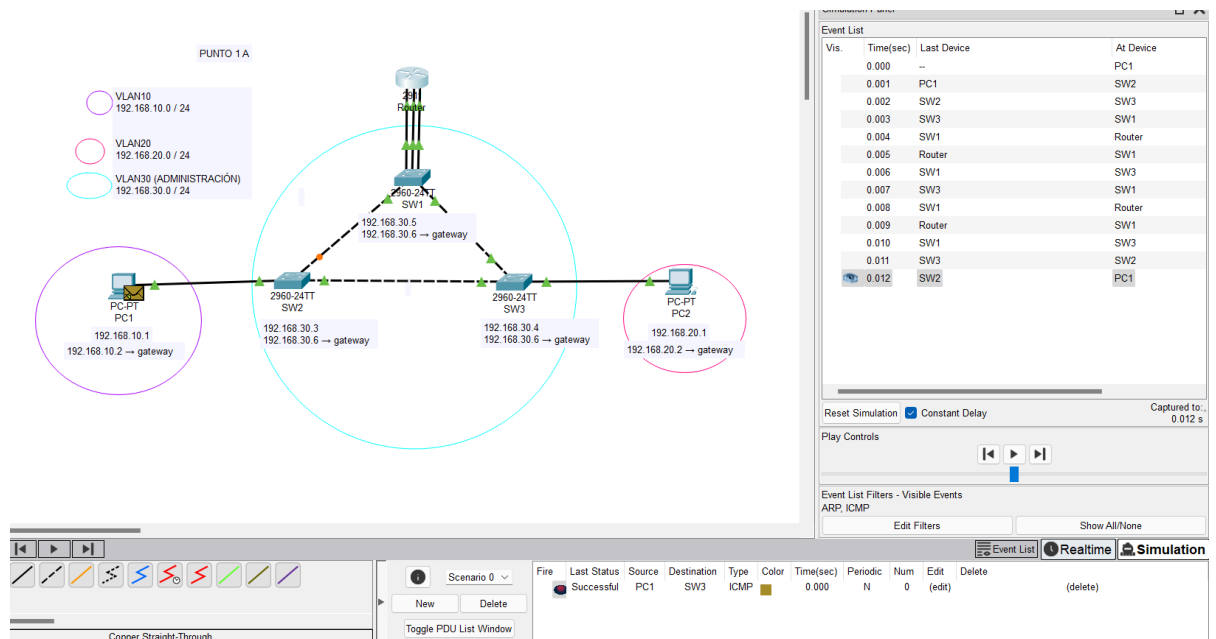 PUNTO 1 A
VLAN10
192.168.10.0 / 24
VLAN20
192.168.20.0 / 24
VLAN30 (ADMINISTRACIÓN)
192.168.30.0 / 24
Router
2960-24TT
SW1
192.168.30.5
192.168.30.6 → gateway
PC-PT
PC1
192.168.10.1
192.168.10.2 → gateway
2960-24TT
SW2
192.168.30.3
192.168.30.6 → gateway
2960-24TT
SW3
192.168.30.4
192.168.30.6 → gateway
PC-PT
PC2
192.168.20.1
192.168.20.2 → gateway
Simulation Panel
Event List
Vis. Time(sec) Last Device At Device
0.000 -- PC1
0.001 PC1 SW2
0.002 SW2 SW3
0.003 SW3 SW1
0.004 SW1 Router
0.005 Router SW1
0.006 SW1 SW3
0.007 SW3 SW1
0.008 SW1 Router
0.009 Router SW1
0.010 SW1 SW3
0.011 SW3 SW2
0.012 SW2 PC1
Reset Simulation Constant Delay Captured to:
0.012 s
Play Controls
Event List Filters - Visible Events
ARP, ICMP
Edit Filters Show All/None
Event List Realtime Simulation
Scenario 0
New Delete
Toggle PDU List Window
Fire Last Status Source Destination Type Color Time(sec) Periodic Num Edit Delete
Successful PC1 SW3 ICMP 0.000 N 0 (edit) (delete)
Copper Straight-Through